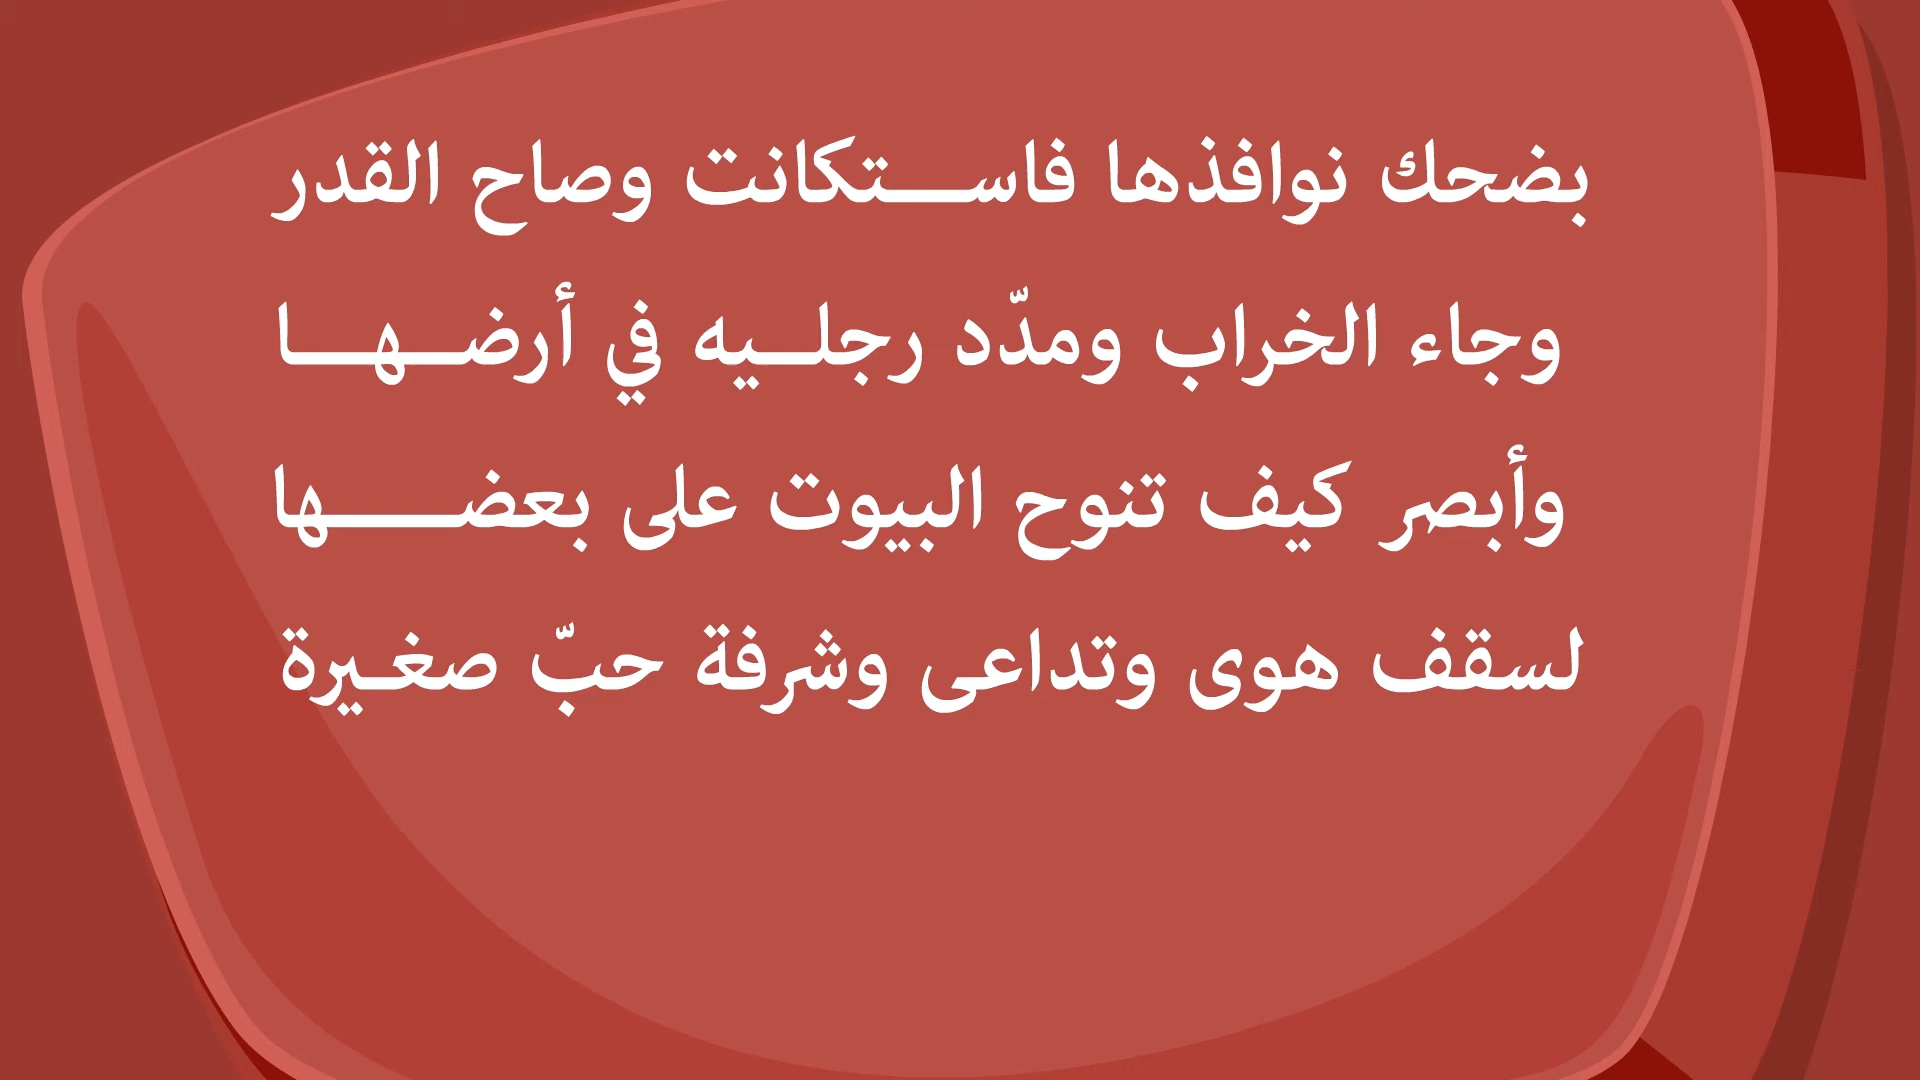 بضحك نوافذها فاستكانت وصاح القدر
وجاء الخراب ومدّد رجليه في أرضها
وأبصر كيف تنوح البيوت على بعضها
لسقف هوى وتداعى وشرفة حبّ صغيرة